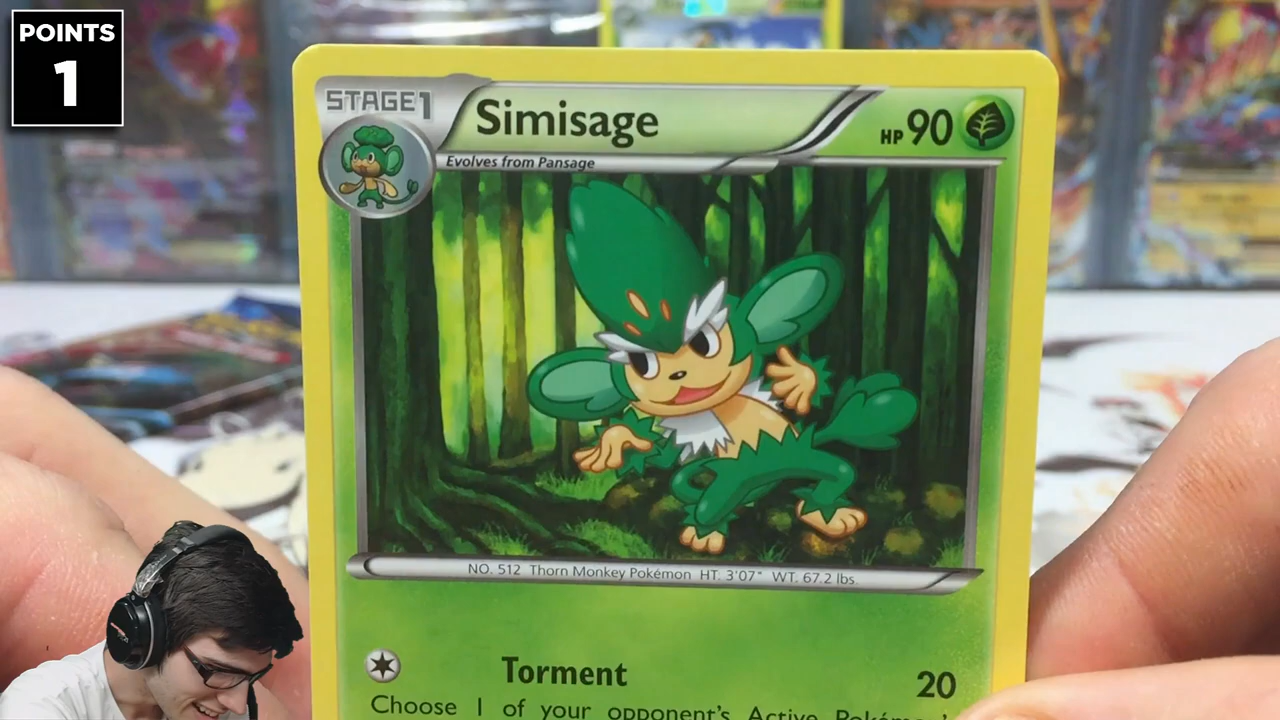 POINTS
1
STAGE1
Simisage
HP 90
Evolves from Pansage
NO. 512 Thorn Monkey Pokémon HT. 3'07" WT. 67.2 lbs.
Torment 20
Choose 1 of your opponent's Active Pokémon's